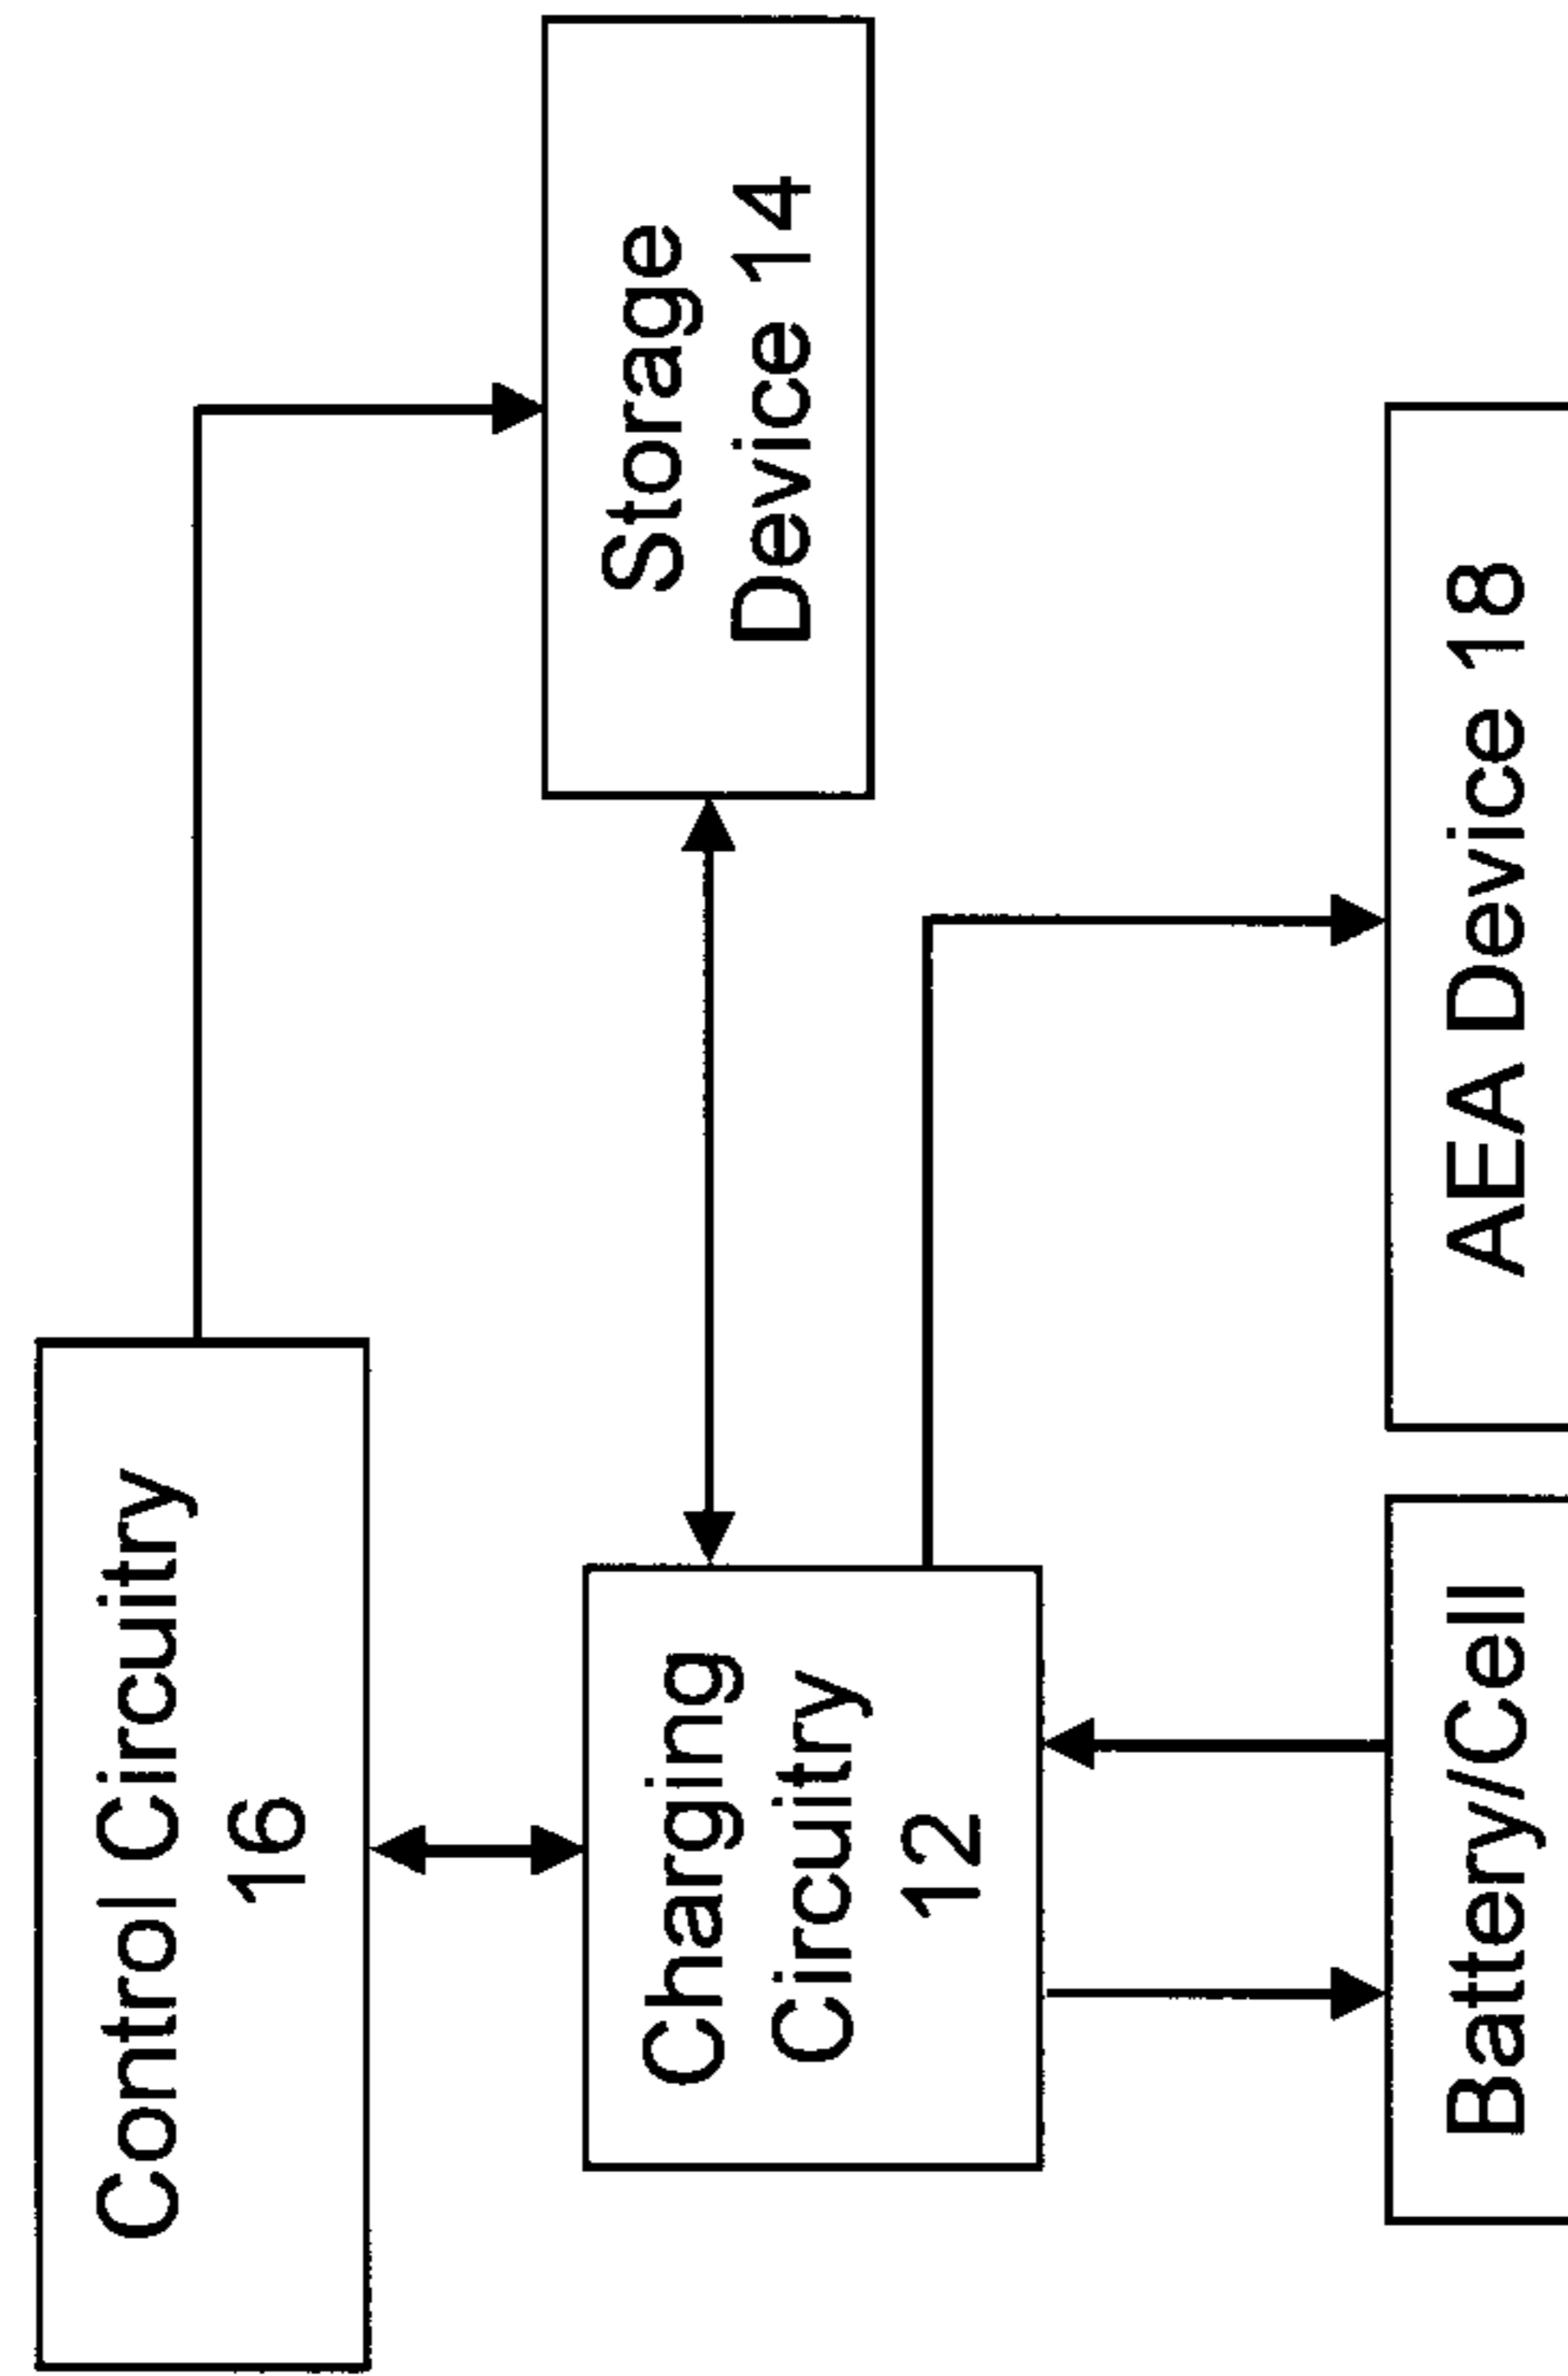 Control Circuitry
16
Charging
Circuitry
12
Storage
Device 14
Battery/Cell
AEA Device 18